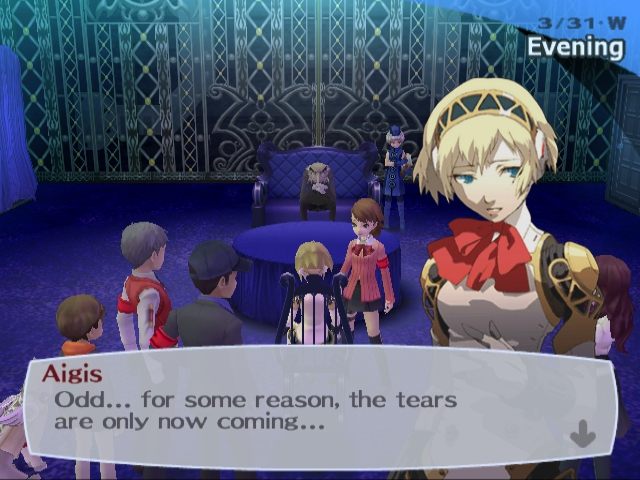 3/31·W
Evening
Aigis
Odd... for some reason, the tears
are only now coming...